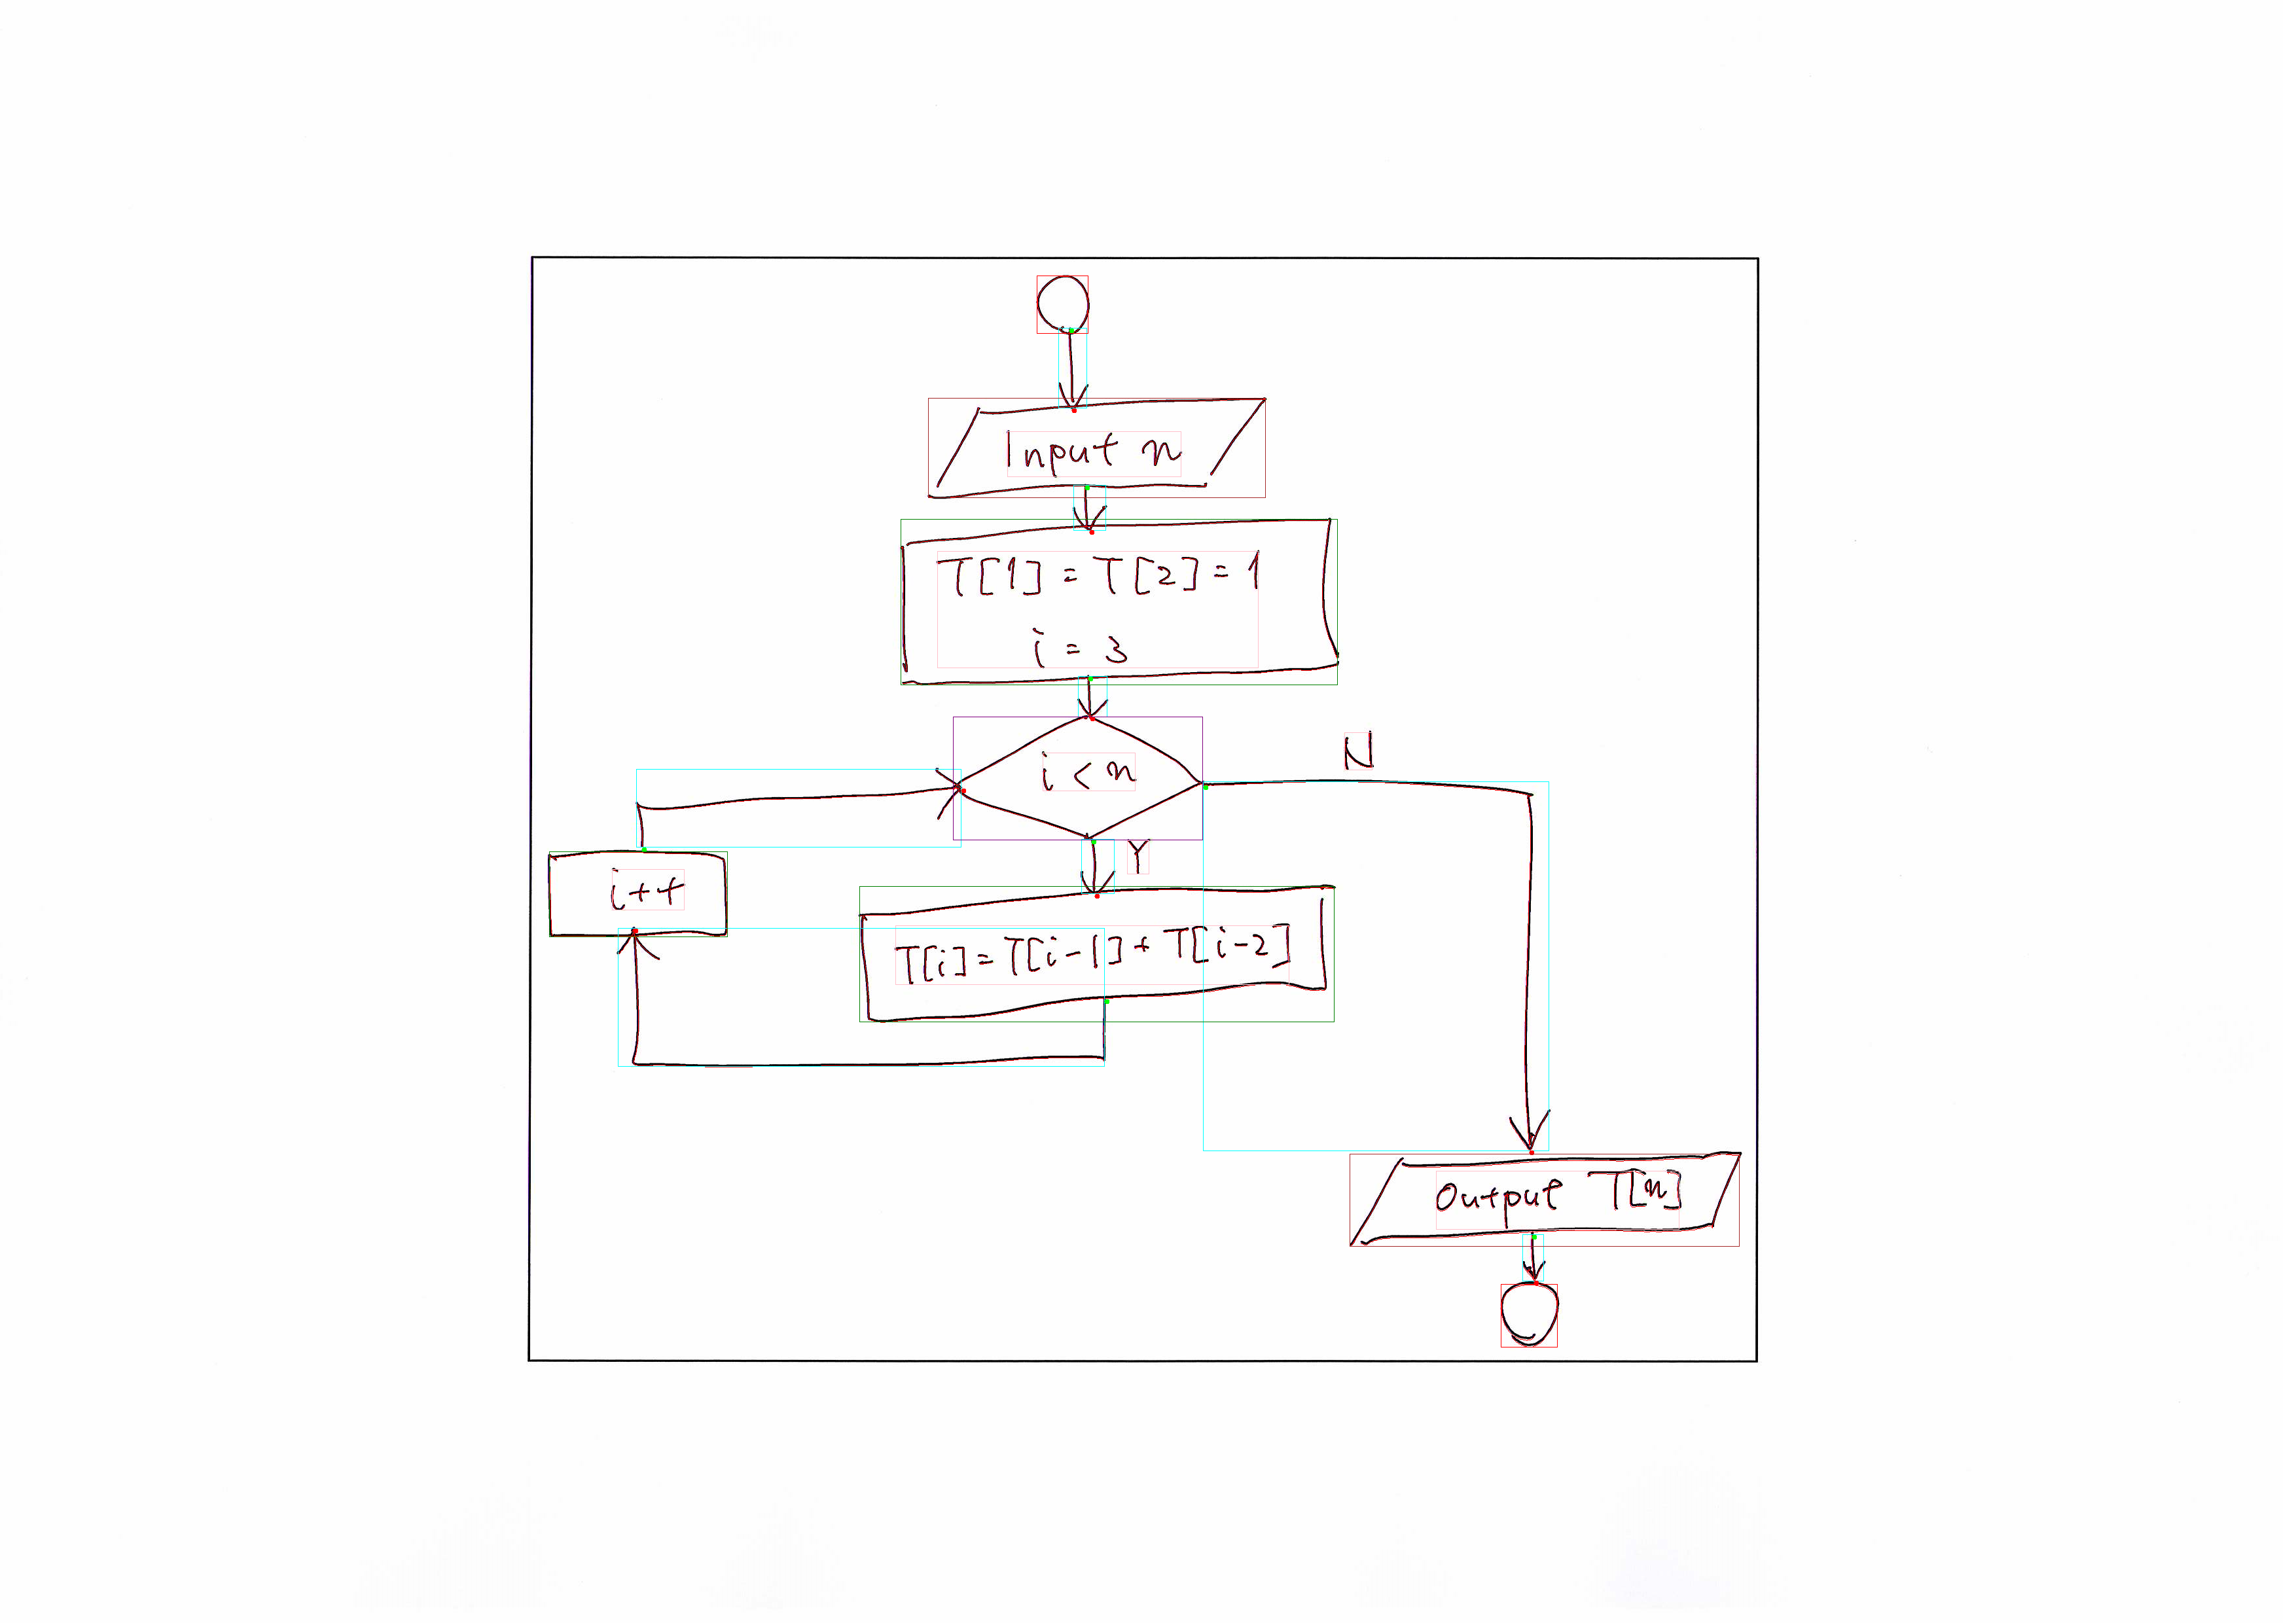 Input n
T[1] = T[2] = 1
i = 3
i < n
N
Y
i++
T[i] = T[i-1] + T[i-2]
Output T[n]